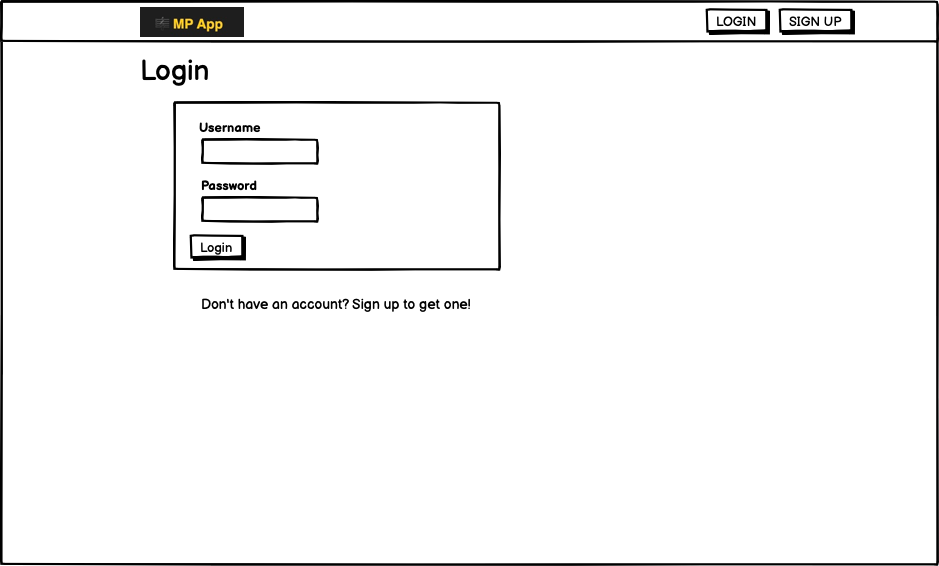 MP App
LOGIN
SIGN UP
Login
Username
Password
Login
Don't have an account? Sign up to get one!